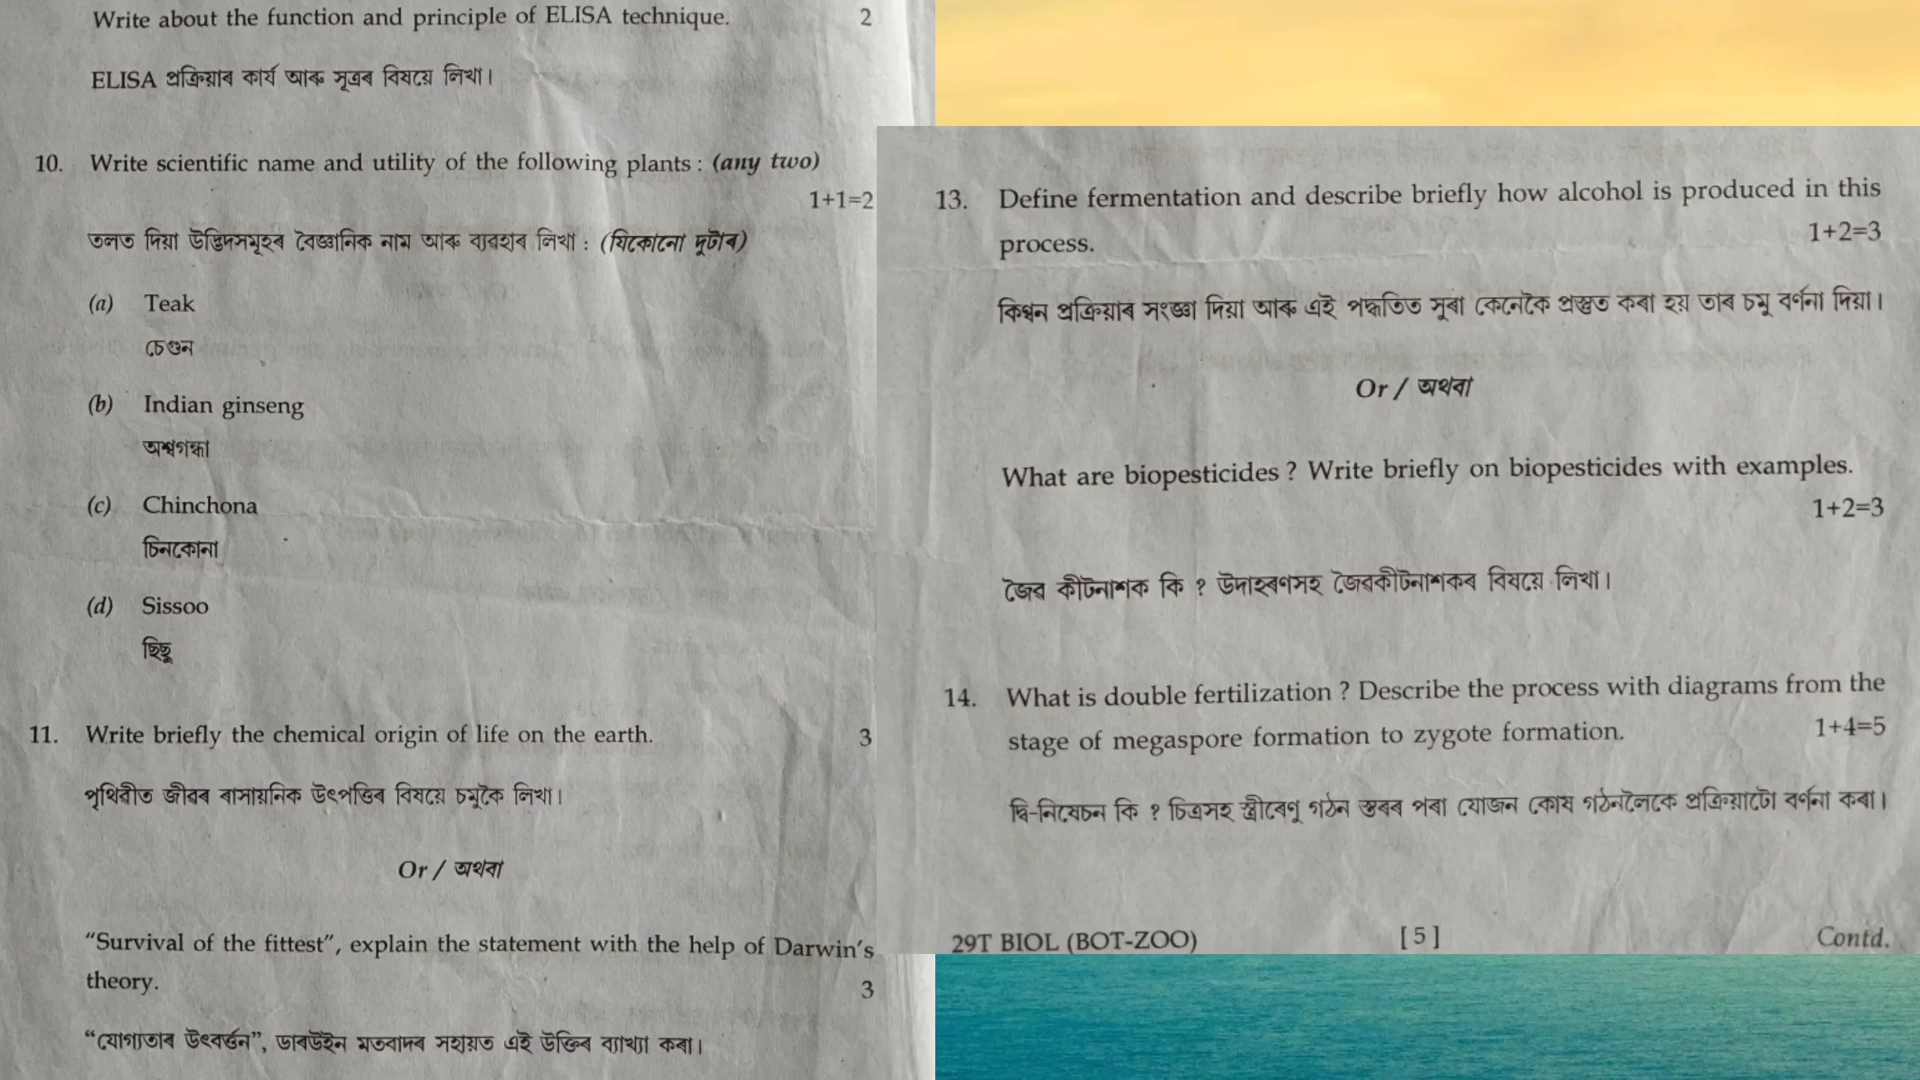 Write about the function and principle of ELISA technique. 2
ELISA প্ৰক্ৰিয়াৰ কাৰ্য আৰু সূত্ৰৰ বিষয়ে লিখা।
10. Write scientific name and utility of the following plants : (any two)
1+1=2
তলত দিয়া উদ্ভিদসমূহৰ বৈজ্ঞানিক নাম আৰু ব্যৱহাৰ লিখা : (যিকোনো দুটাৰ)
(a) Teak
চেগুন
(b) Indian ginseng
অশ্বগন্ধা
(c) Chinchona
চিনকোনা
(d) Sissoo
ছিছু
11. Write briefly the chemical origin of life on the earth. 3
পৃথিৱীত জীৱৰ ৰাসায়নিক উৎপত্তিৰ বিষয়ে চমুকৈ লিখা।
Or / অথবা
“Survival of the fittest”, explain the statement with the help of Darwin’s
theory. 3
“যোগ্যতাৰ উৎবৰ্ত্তন”, ডাৰউইন মতবাদৰ সহায়ত এই উক্তিৰ ব্যাখ্যা কৰা।
13. Define fermentation and describe briefly how alcohol is produced in this
process. 1+2=3
কিণ্বন প্ৰক্ৰিয়াৰ সংজ্ঞা দিয়া আৰু এই পদ্ধতিত সূৰা কেনেকৈ প্ৰস্তুত কৰা হয় তাৰ চমু বৰ্ণনা দিয়া।
Or / অথবা
What are biopesticides ? Write briefly on biopesticides with examples.
1+2=3
জৈৱ কীটনাশক কি ? উদাহৰণসহ জৈৱকীটনাশকৰ বিষয়ে লিখা।
14. What is double fertilization ? Describe the process with diagrams from the
stage of megaspore formation to zygote formation. 1+4=5
দ্বি-নিষেচন কি ? চিত্ৰসহ স্ত্ৰীৰেণু গঠন স্তৰৰ পৰা যোজন কোষ গঠনলৈকে প্ৰক্ৰিয়াটো বৰ্ণনা কৰা।
29T BIOL (BOT-ZOO) [ 5 ] Contd.